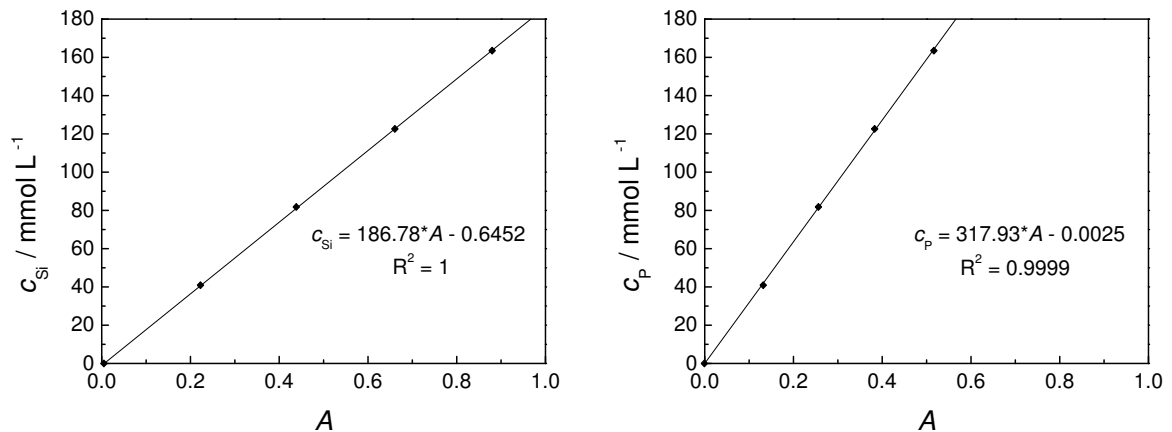 180
160
140
120
100
80
60
40
20
0
c_Si / mmol L^-1
c_Si = 186.78*A - 0.6452
R^2 = 1
0.0 0.2 0.4 0.6 0.8 1.0
A
180
160
140
120
100
80
60
40
20
0
c_P / mmol L^-1
c_P = 317.93*A - 0.0025
R^2 = 0.9999
0.0 0.2 0.4 0.6 0.8 1.0
A